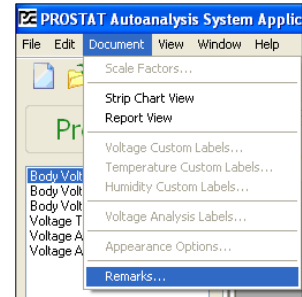 PROSTAT Autoanalysis System Applic
File Edit Document View Window Help
Scale Factors...
Strip Chart View
Report View
Voltage Custom Labels...
Temperature Custom Labels...
Humidity Custom Labels...
Voltage Analysis Labels...
Appearance Options...
Remarks...
Pr
Body Volt
Body Volt
Body Volt
Voltage T
Voltage A
Voltage A